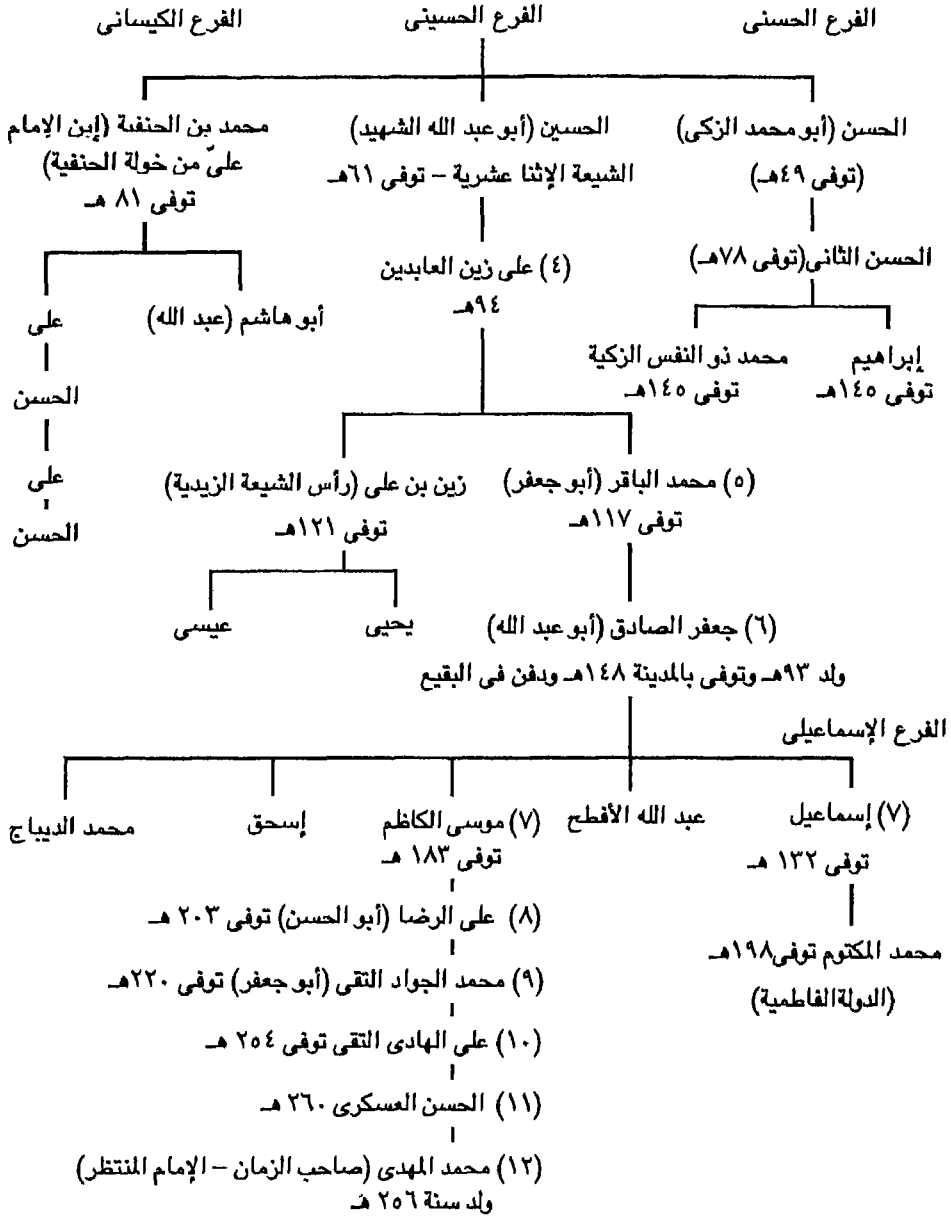 الفرع الحسنى
الفرع الحسينى
الفرع الكيسانى
الحسن (أبو محمد الزكى)
(توفى ٤٩هـ)
الحسين (أبو عبد الله الشهيد)
الشيعة الإثنا عشرية – توفى ٦١هـ
محمد بن الحنفية (إبن الإمام
علىّ من خولة الحنفية)
توفى ٨١ هـ
الحسن الثانى(توفى ٧٨هـ)
(٤) على زين العابدين
٩٤هـ
أبو هاشم (عبد الله)
على
إبراهيم
توفى ١٤٥هـ
محمد ذو النفس الزكية
توفى ١٤٥هـ
الحسن
على
الحسن
(٥) محمد الباقر (أبو جعفر)
توفى ١١٧هـ
زين بن على (رأس الشيعة الزيدية)
توفى ١٢١هـ
يحيى
عيسى
(٦) جعفر الصادق (أبو عبد الله)
ولد ٩٣هـ وتوفى بالمدينة ١٤٨هـ ودفن فى البقيع
الفرع الإسماعيلى
(٧) إسماعيل
توفى ١٣٢ هـ
عبد الله الأفطح
(٧) موسى الكاظم
توفى ١٨٣ هـ
إسحق
محمد الديباج
محمد المكتوم توفى١٩٨هـ
(الدولة الفاطمية)
(٨) على الرضا (أبو الحسن) توفى ٢٠٣ هـ
(٩) محمد الجواد التقى (أبو جعفر) توفى ٢٢٠هـ
(١٠) على الهادى التقى توفى ٢٥٤ هـ
(١١) الحسن العسكرى ٢٦٠ هـ
(١٢) محمد المهدى (صاحب الزمان – الإمام المنتظر)
ولد سنة ٢٥٦ هـ